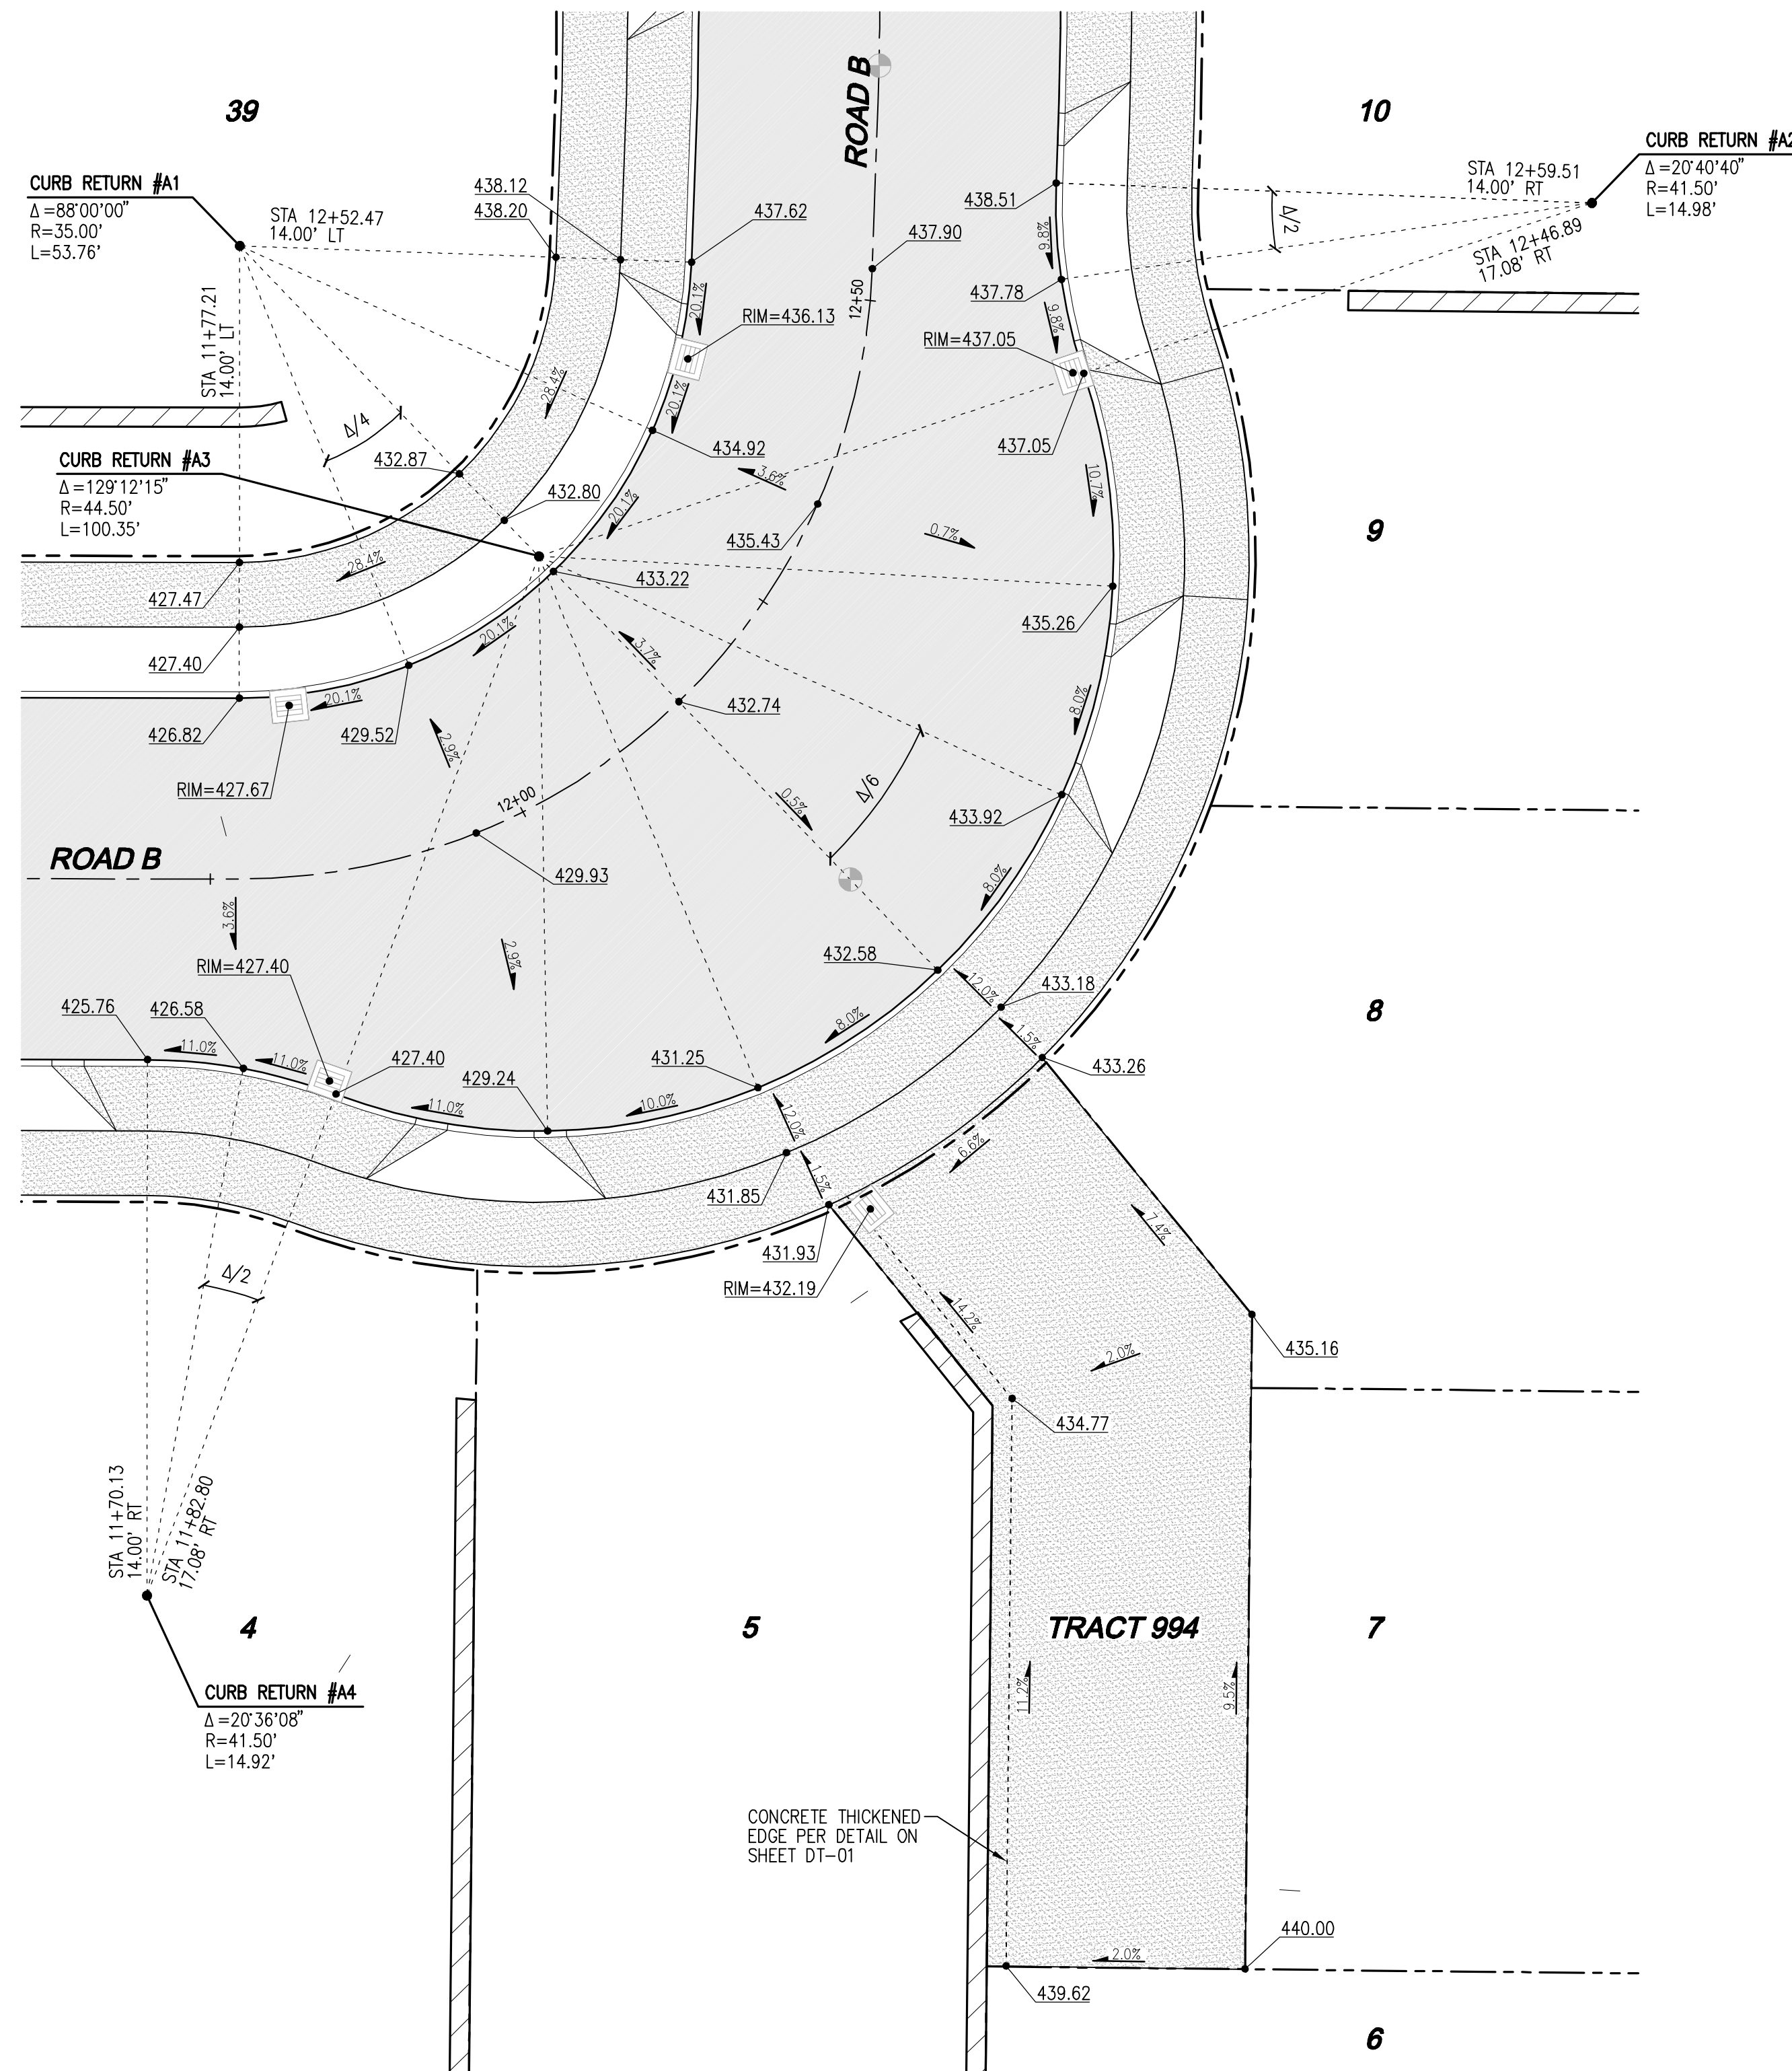 39
ROAD B
10
CURB RETURN #A2
Δ=20°40'40"
R=41.50'
L=14.98'
STA 12+59.51
14.00' RT
STA 12+46.89
17.08' RT
Δ/2
CURB RETURN #A1
Δ=88°00'00"
R=35.00'
L=53.76'
STA 12+52.47
14.00' LT
STA 11+77.21
14.00' LT
438.12
438.20
437.62
438.51
437.90
9.8%
437.78
12+50
20.1%
RIM=436.13
9.8%
RIM=437.05
28.4%
20.1%
Δ/4
434.92
437.05
CURB RETURN #A3
Δ=129°12'15"
R=44.50'
L=100.35'
432.87
3.6%
10.7%
432.80
20.1%
435.43
0.7%
9
28.4%
433.22
427.47
435.26
20.1%
3.7%
427.40
8.0%
20.1%
432.74
426.82
429.52
2.9%
RIM=427.67
0.5%
Δ/6
12+00
433.92
ROAD B
429.93
8.0%
3.6%
2.9%
432.58
RIM=427.40
12.0%
433.18
8
425.76
426.58
11.0%
11.0%
427.40
429.24
431.25
8.0%
1.5%
433.26
11.0%
10.0%
12.0%
6.6%
1.5%
431.85
431.93
7.4%
RIM=432.19
Δ/2
14.2%
2.0%
435.16
434.77
STA 11+70.13
14.00' RT
STA 11+82.80
17.08' RT
4
5
TRACT 994
7
11.2%
9.5%
CURB RETURN #A4
Δ=20°36'08"
R=41.50'
L=14.92'
CONCRETE THICKENED
EDGE PER DETAIL ON
SHEET DT-01
440.00
2.0%
439.62
6